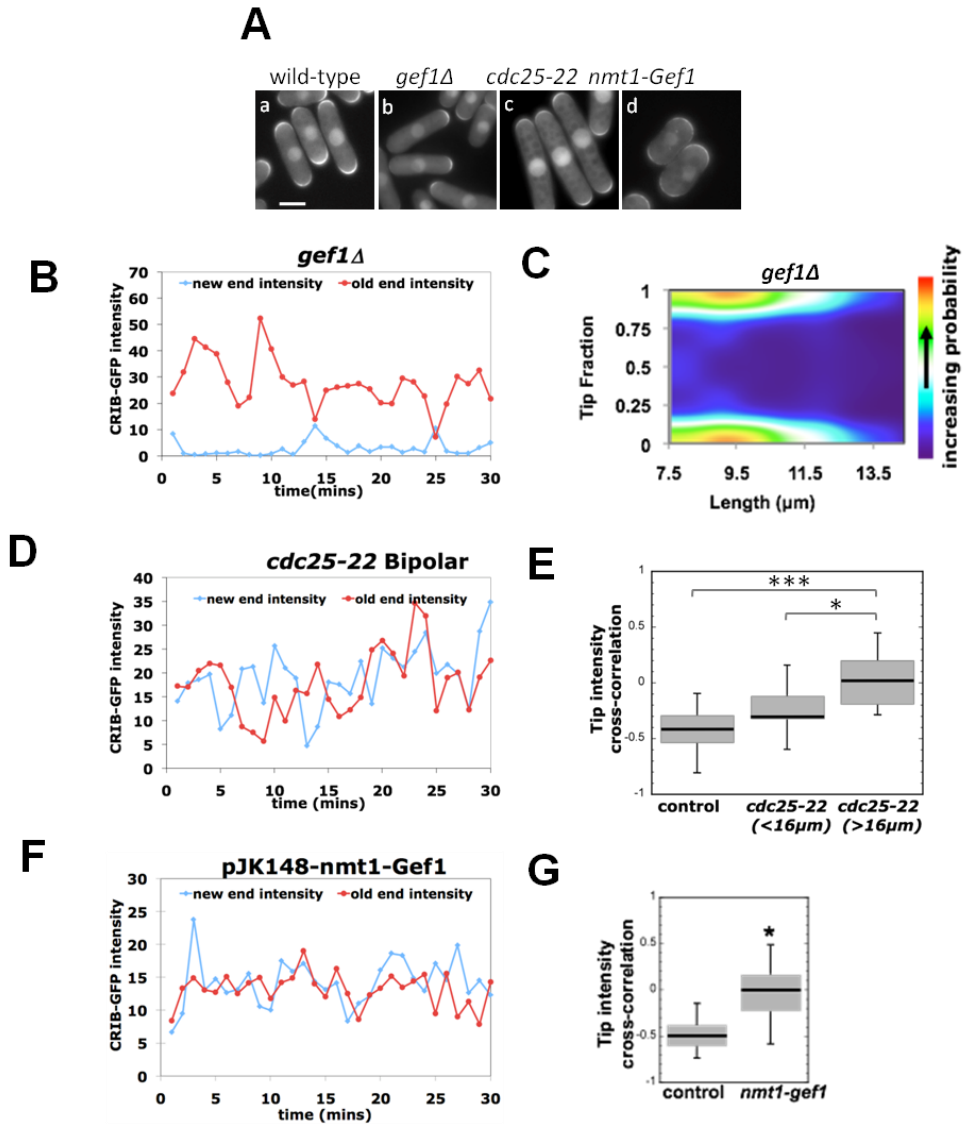 A
wild-type gef1Δ cdc25-22 nmt1-Gef1
a b c d
B
gef1Δ
new end intensity old end intensity
CRIB-GFP intensity
70
60
50
40
30
20
10
0
0 5 10 15 20 25 30
time(mins)
C
gef1Δ
Tip Fraction
1
0.75
0.5
0.25
0
7.5 9.5 11.5 13.5
Length (µm)
increasing probability
D
cdc25-22 Bipolar
new end intensity old end intensity
CRIB-GFP intensity
40
35
30
25
20
15
10
5
0
0 5 10 15 20 25 30
time (mins)
E
Tip intensity
cross-correlation
1
0.5
0
-0.5
-1
***
*
control cdc25-22 cdc25-22
(<16µm) (>16µm)
F
pJK148-nmt1-Gef1
new end intensity old end intensity
CRIB-GFP intensity
30
25
20
15
10
5
0
0 5 10 15 20 25 30
time (mins)
G
Tip intensity
cross-correlation
1
0.5
0
-0.5
-1
*
control nmt1-gef1